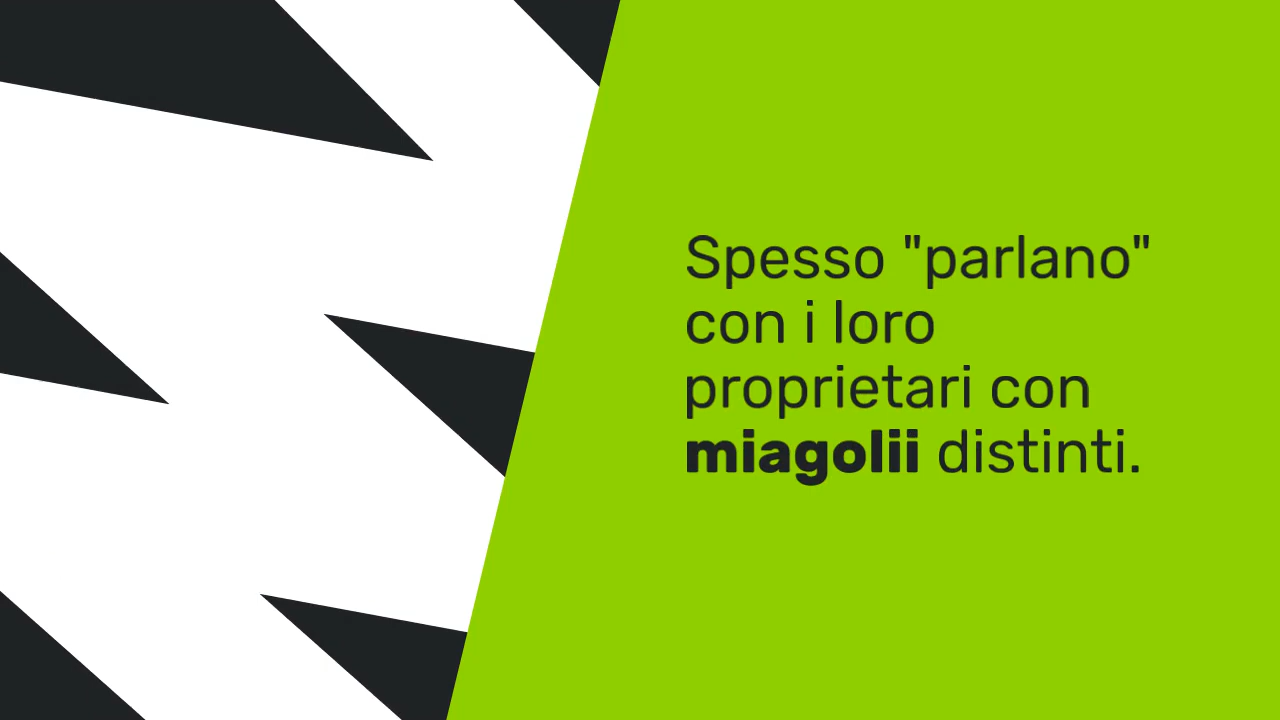 Spesso "parlano"
con i loro
proprietari con
miagolii distinti.